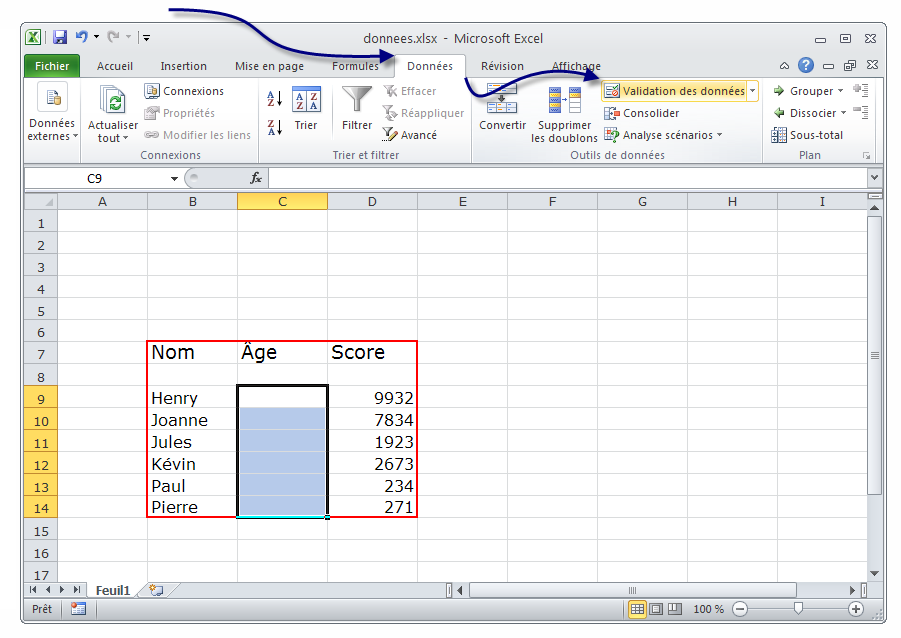 donnees.xlsx - Microsoft Excel
Fichier Accueil Insertion Mise en page Formules Données Révision Affichage
Données externes
Actualiser tout
Connexions
Propriétés
Modifier les liens
Connexions
Trier
Filtrer
Effacer
Réappliquer
Avancé
Trier et filtrer
Convertir
Supprimer les doublons
Validation des données
Consolider
Analyse scénarios
Outils de données
Grouper
Dissocier
Sous-total
Plan
C9 fx
A B C D E F G H I
1
2
3
4
5
6
7 Nom Âge Score
8
9 Henry 9932
10 Joanne 7834
11 Jules 1923
12 Kévin 2673
13 Paul 234
14 Pierre 271
15
16
17
Feuil1
Prêt 100 %